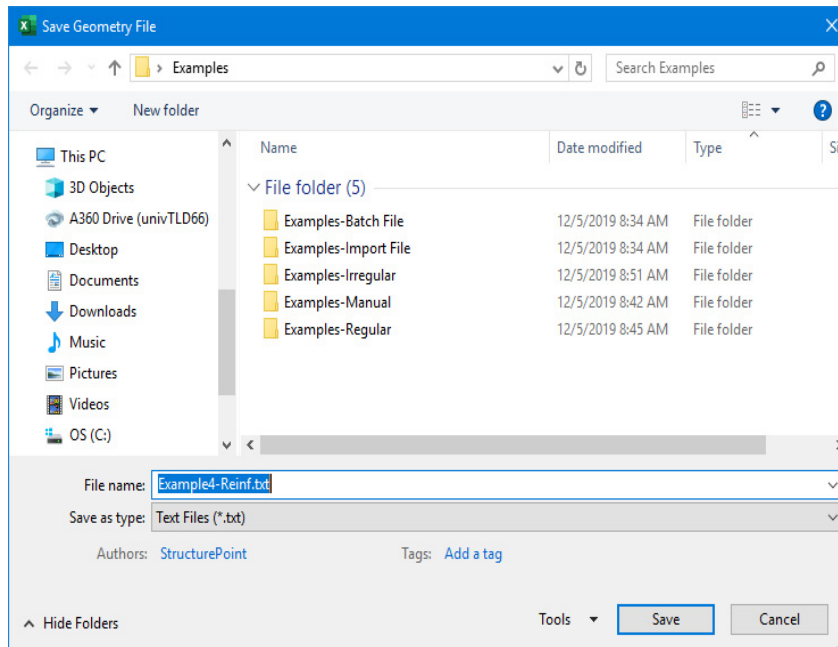 Save Geometry File
Examples
Search Examples
Organize
New folder
This PC
3D Objects
A360 Drive (univTLD66)
Desktop
Documents
Downloads
Music
Pictures
Videos
OS (C:)
Name Date modified Type Si
File folder (5)
Examples-Batch File 12/5/2019 8:34 AM File folder
Examples-Import File 12/5/2019 8:34 AM File folder
Examples-Irregular 12/5/2019 8:51 AM File folder
Examples-Manual 12/5/2019 8:42 AM File folder
Examples-Regular 12/5/2019 8:45 AM File folder
File name: Example4-Reinf.txt
Save as type: Text Files (*.txt)
Authors: StructurePoint Tags: Add a tag
Hide Folders Tools Save Cancel